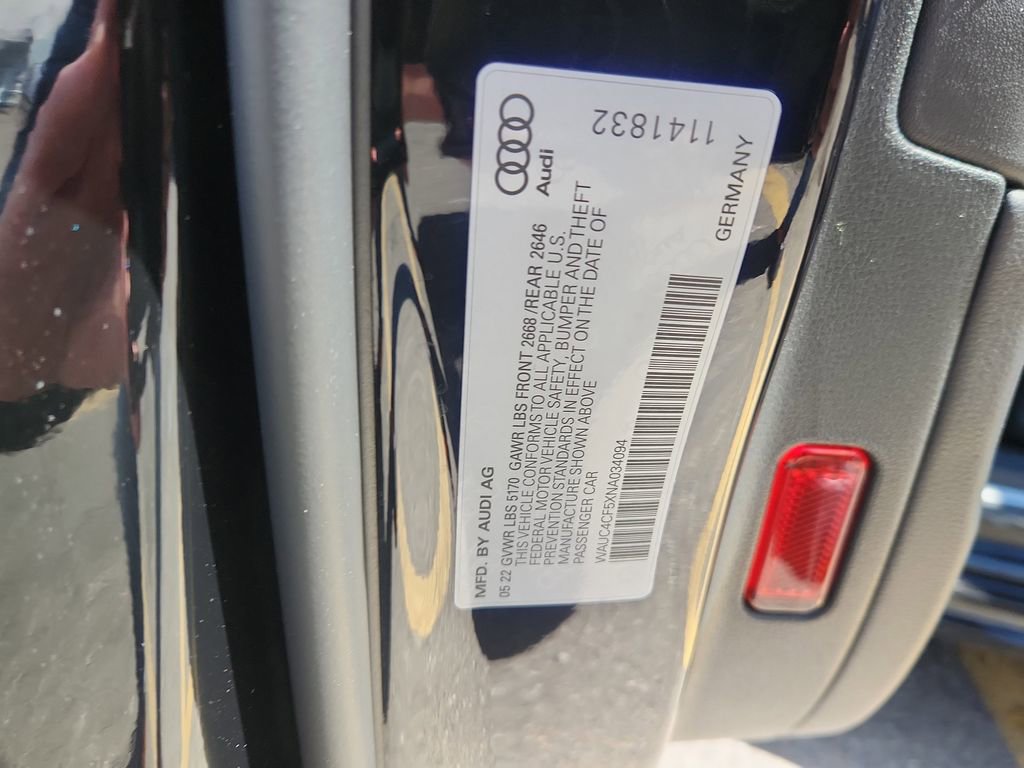 Audi
1141832
MFD. BY AUDI AG
05 22 GVWR LBS 5170 GAWR LBS FRONT 2668 /REAR 2646
THIS VEHICLE CONFORMS TO ALL APPLICABLE U.S.
FEDERAL MOTOR VEHICLE SAFETY, BUMPER AND THEFT
PREVENTION STANDARDS IN EFFECT ON THE DATE OF
MANUFACTURE SHOWN ABOVE
PASSENGER CAR
WAUC4CF5XNA034094
GERMANY